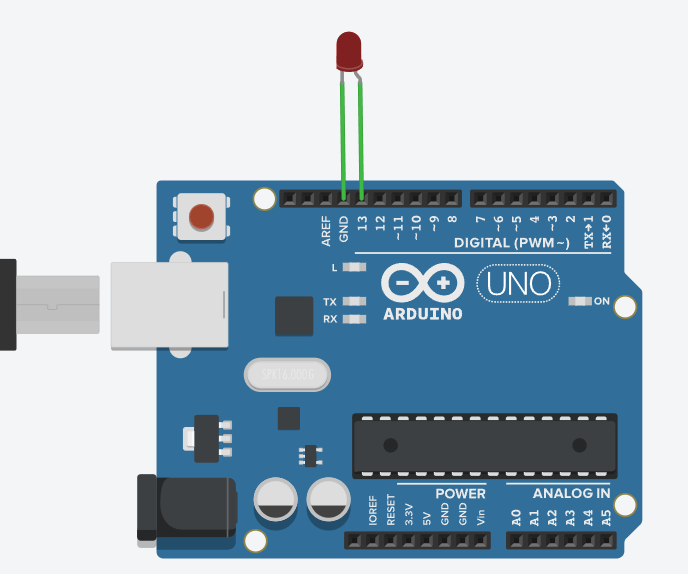 AREF
GND
13
12
~11
~10
~9
8
7
~6
~5
4
~3
2
TX→1
RX←0
DIGITAL (PWM~)
L
TX
RX
UNO
ARDUINO
ON
SPK16.000G
POWER
ANALOG IN
IOREF
RESET
3.3V
5V
GND
GND
Vin
A0
A1
A2
A3
A4
A5